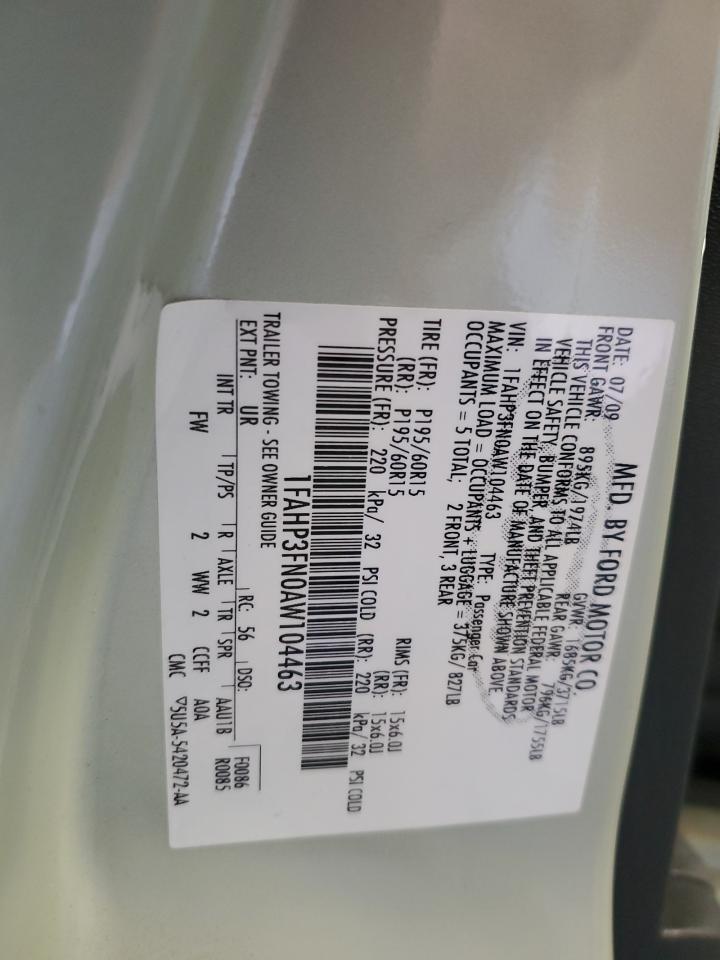 MFD. BY FORD MOTOR CO.
DATE: 07/09 GVWR: 1685KG/3715LB
FRONT GAWR: 895KG/1974LB REAR GAWR: 796KG/1755LB
THIS VEHICLE CONFORMS TO ALL APPLICABLE FEDERAL MOTOR
VEHICLE SAFETY, BUMPER, AND THEFT PREVENTION STANDARDS
IN EFFECT ON THE DATE OF MANUFACTURE SHOWN ABOVE.
VIN: 1FAHP3FN0AW104463 TYPE: Passenger Car
MAXIMUM LOAD = OCCUPANTS + LUGGAGE = 375KG/827LB
OCCUPANTS = 5 TOTAL; 2 FRONT, 3 REAR
TIRE (FR): P195/60R15 RIMS (FR): 15x6.0J
(RR): P195/60R15 (RR): 15x6.0J
PRESSURE (FR): 220 kPa/ 32 PSI COLD (RR): 220 kPa/ 32 PSI COLD
1FAHP3FN0AW104463
TRAILER TOWING - SEE OWNER GUIDE
EXT PNT: UR RC: 56 DSO: F0086
R0085
INT TR TP/PS R AXLE TR SPR AAU1B
FW 2 WW 2 CCFF AOA
CMC ▽5U5A-5420472-AA